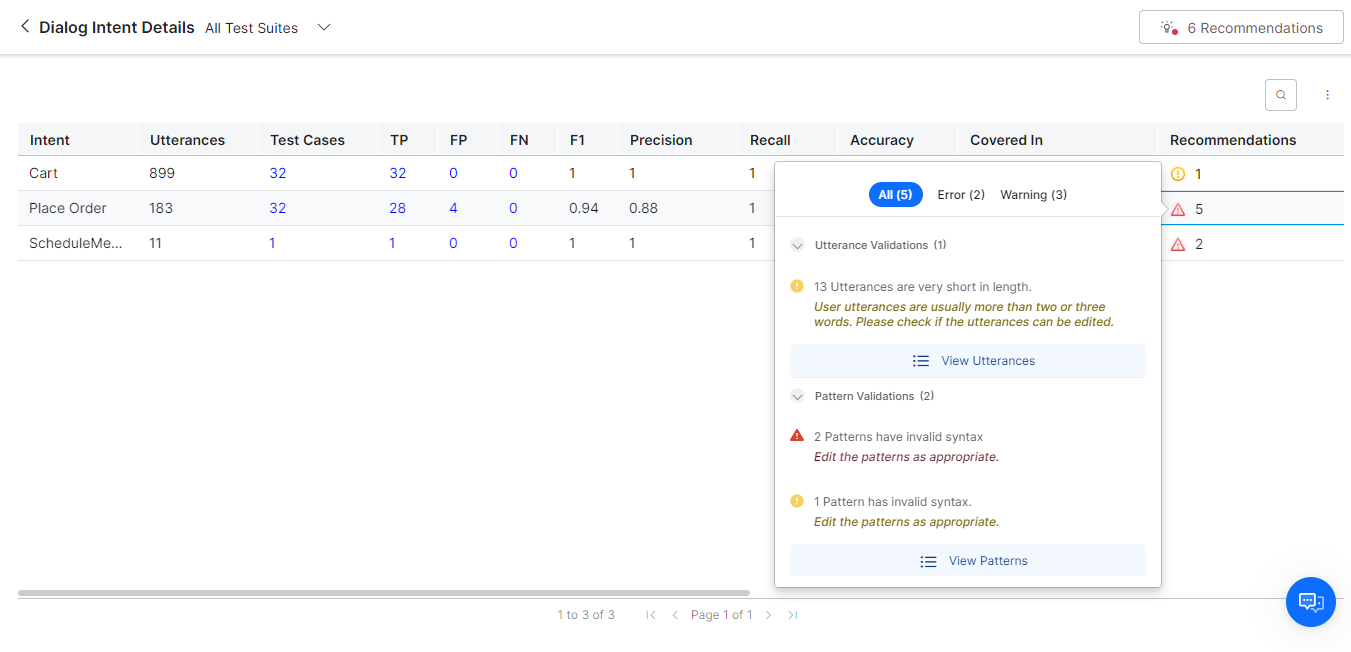 Dialog Intent Details All Test Suites
6 Recommendations
Intent Utterances Test Cases TP FP FN F1 Precision Recall Accuracy Covered In Recommendations
Cart 899 32 32 0 0 1 1 1 1
Place Order 183 32 28 4 0 0.94 0.88 1 5
ScheduleMe... 11 1 1 0 0 1 1 1 2
All (5) Error (2) Warning (3)
Utterance Validations (1)
13 Utterances are very short in length.
User utterances are usually more than two or three
words. Please check if the utterances can be edited.
View Utterances
Pattern Validations (2)
2 Patterns have invalid syntax
Edit the patterns as appropriate.
1 Pattern has invalid syntax.
Edit the patterns as appropriate.
View Patterns
1 to 3 of 3 Page 1 of 1